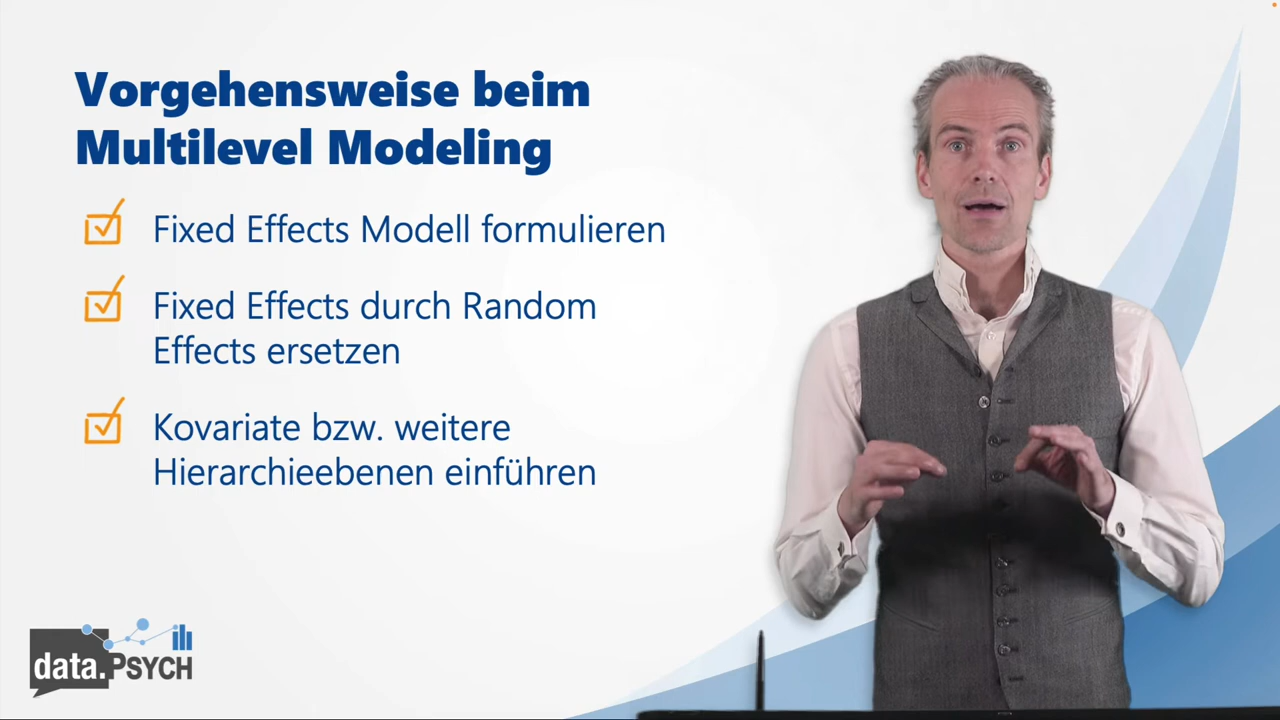 Vorgehensweise beim
Multilevel Modeling
Fixed Effects Modell formulieren
Fixed Effects durch Random
Effects ersetzen
Kovariate bzw. weitere
Hierarchieebenen einführen
data.PSYCH